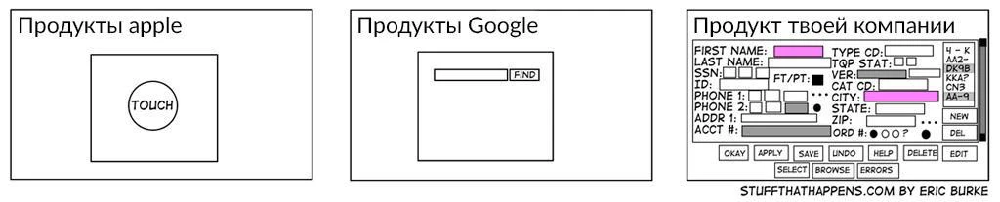 Продукты apple
TOUCH
Продукты Google
FIND
Продукт твоей компании
FIRST NAME:
LAST NAME:
SSN:
ID:
FT/PT:
PHONE 1:
PHONE 2:
ADDR 1:
ACCT #:
TYPE CD:
TQP STAT:
VER:
CAT CD:
CITY:
STATE:
ZIP:
ORD #: ?
4 - K
AA2-
DK9B
KKA?
CN3
AA-9
NEW
DEL
OKAY APPLY SAVE UNDO HELP DELETE EDIT
SELECT BROWSE ERRORS
STUFFTHATHAPPENS.COM BY ERIC BURKE